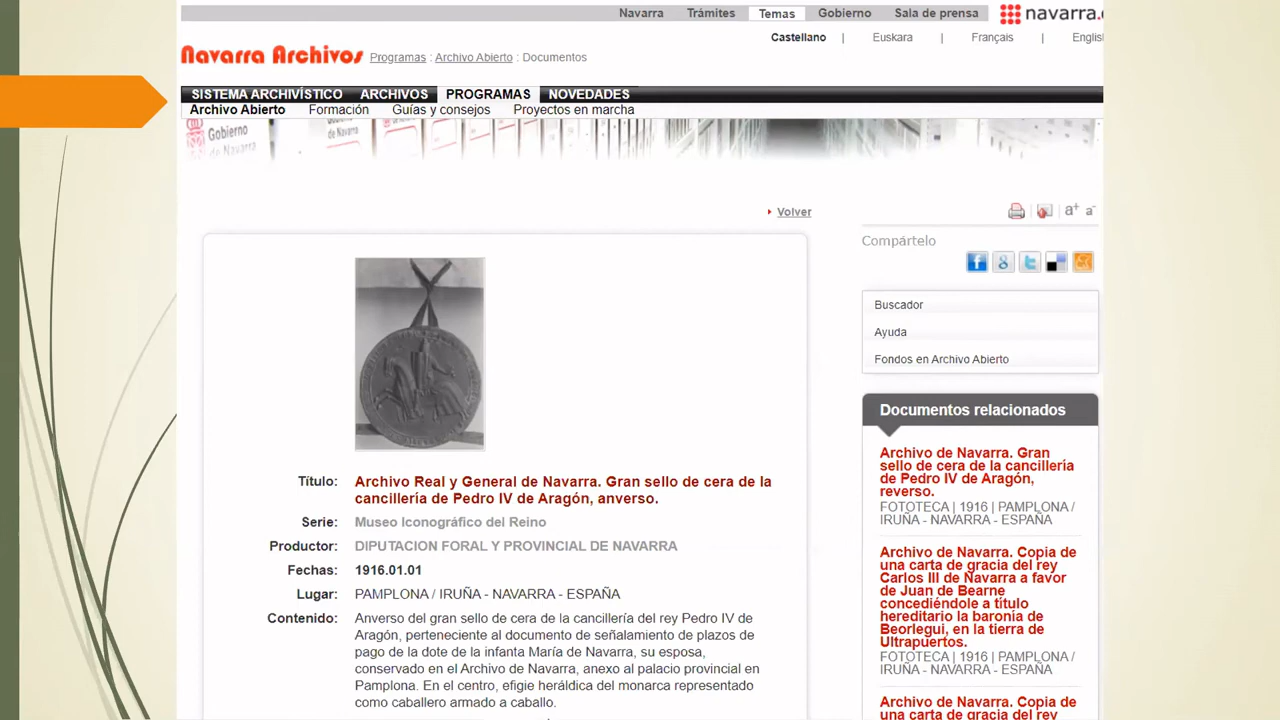 Navarra Trámites Temas Gobierno Sala de prensa
navarra.
Castellano | Euskara | Français | Englis
Navarra Archivos Programas : Archivo Abierto : Documentos
SISTEMA ARCHIVÍSTICO ARCHIVOS PROGRAMAS NOVEDADES
Archivo Abierto Formación Guías y consejos Proyectos en marcha
Gobierno
de Navarra
de Navarra
Volver
a+ a-
Compártelo
Buscador
Ayuda
Fondos en Archivo Abierto
Título: Archivo Real y General de Navarra. Gran sello de cera de la
cancillería de Pedro IV de Aragón, anverso.
Serie: Museo Iconográfico del Reino
Productor: DIPUTACION FORAL Y PROVINCIAL DE NAVARRA
Fechas: 1916.01.01
Lugar: PAMPLONA / IRUÑA - NAVARRA - ESPAÑA
Contenido: Anverso del gran sello de cera de la cancillería del rey Pedro IV de
Aragón, perteneciente al documento de señalamiento de plazos de
pago de la dote de la infanta María de Navarra, su esposa,
conservado en el Archivo de Navarra, anexo al palacio provincial en
Pamplona. En el centro, efigie heráldica del monarca representado
como caballero armado a caballo.
Documentos relacionados
Archivo de Navarra. Gran
sello de cera de la cancillería
de Pedro IV de Aragón,
reverso.
FOTOTECA | 1916 | PAMPLONA /
IRUÑA - NAVARRA - ESPAÑA
Archivo de Navarra. Copia de
una carta de gracia del rey
Carlos III de Navarra a favor
de Juan de Bearne
concediéndole a título
hereditario la baronía de
Beorlegui, en la tierra de
Ultrapuertos.
FOTOTECA | 1916 | PAMPLONA /
IRUÑA - NAVARRA - ESPAÑA
Archivo de Navarra. Copia de
una carta de gracia del rey